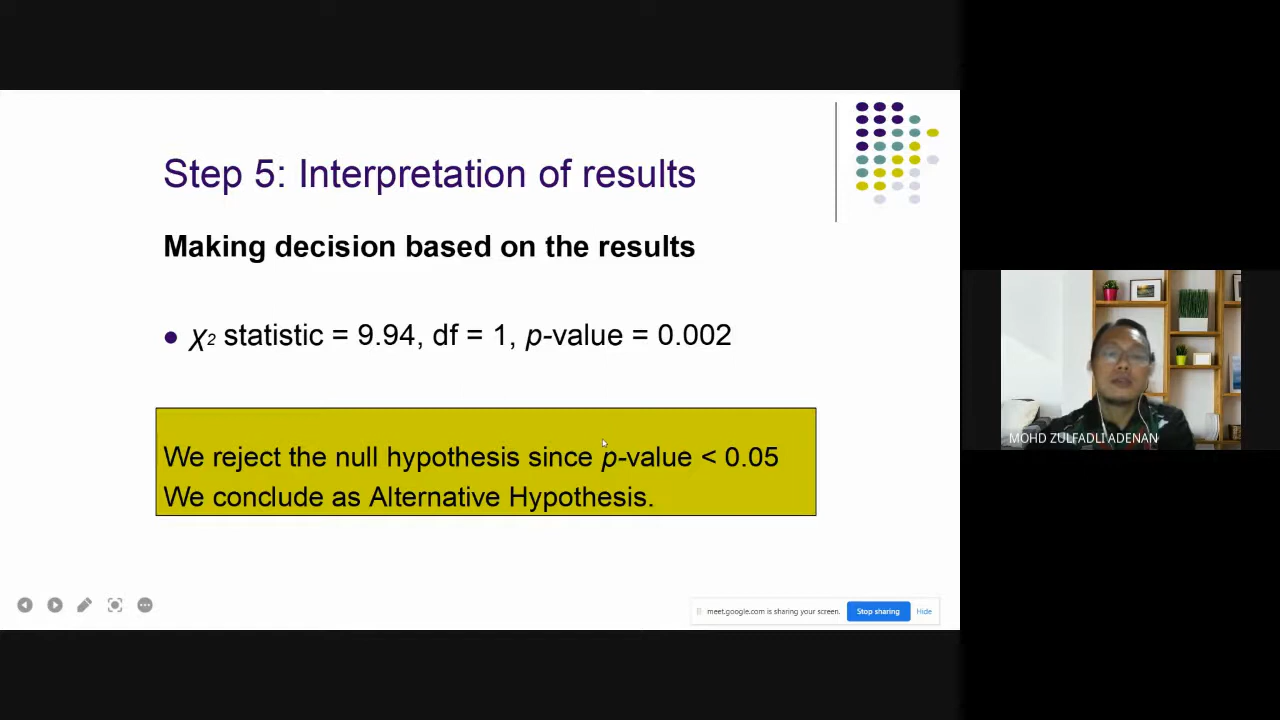 Step 5: Interpretation of results
Making decision based on the results
χ2 statistic = 9.94, df = 1, p-value = 0.002
We reject the null hypothesis since p-value < 0.05
We conclude as Alternative Hypothesis.
MOHD ZULFADLI ADENAN
meet.google.com is sharing your screen.
Stop sharing
Hide